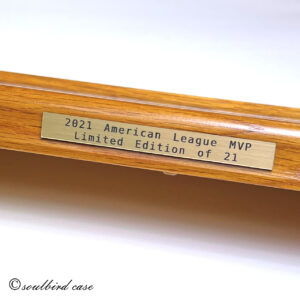 2021 American League MVP
Limited Edition of 21
©soulbird case